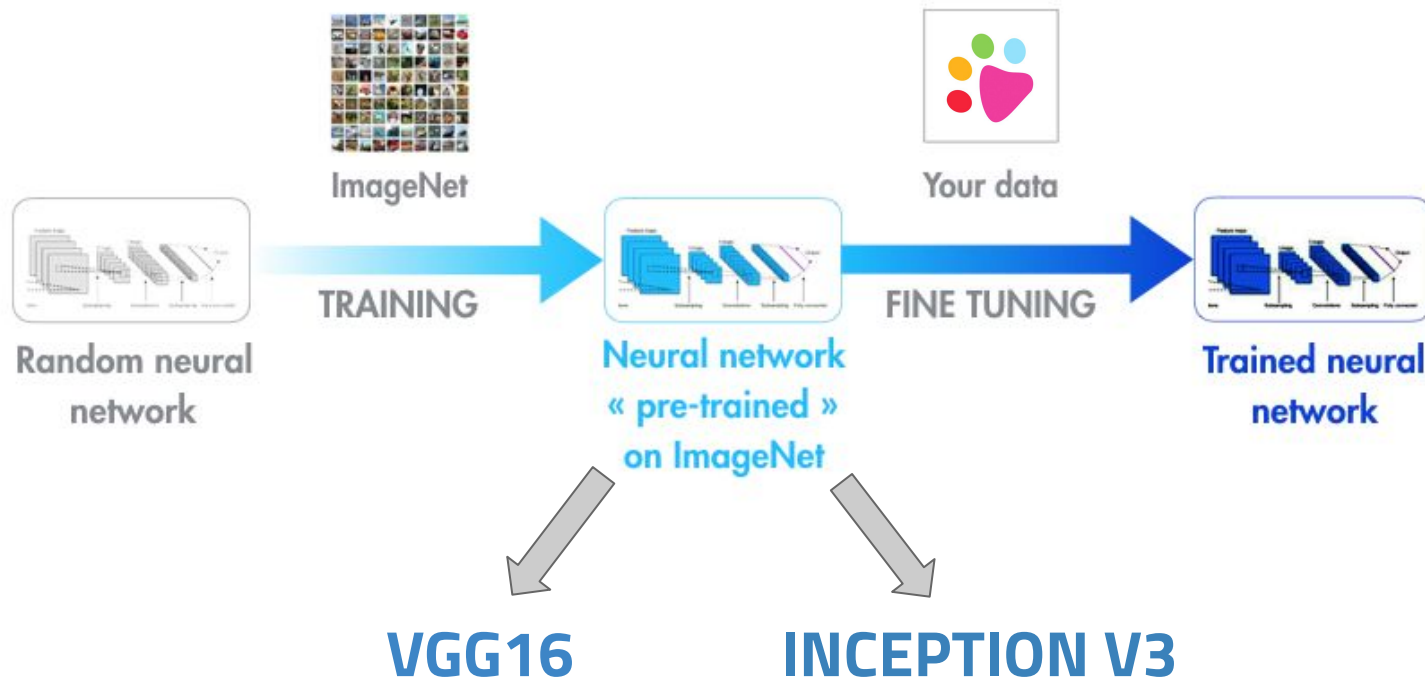 ImageNet
Your data
TRAINING
FINE TUNING
Random neural
network
Neural network
« pre-trained »
on ImageNet
Trained neural
network
VGG16
INCEPTION V3